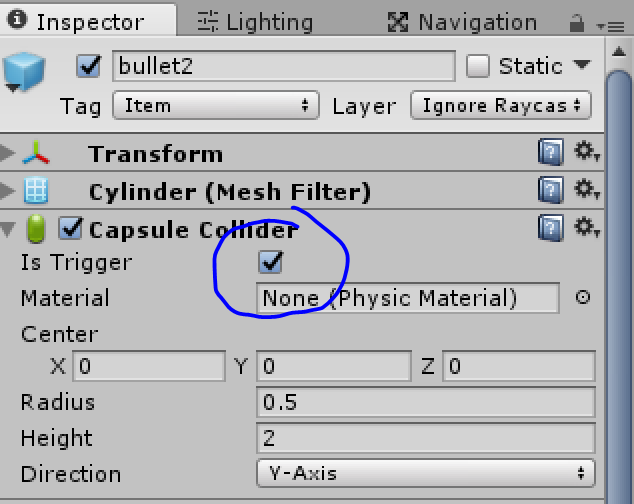 Inspector Lighting Navigation
bullet2 Static
Tag Item Layer Ignore Raycas
Transform
Cylinder (Mesh Filter)
Capsule Collider
Is Trigger
Material None (Physic Material)
Center
X 0 Y 0 Z 0
Radius 0.5
Height 2
Direction Y-Axis